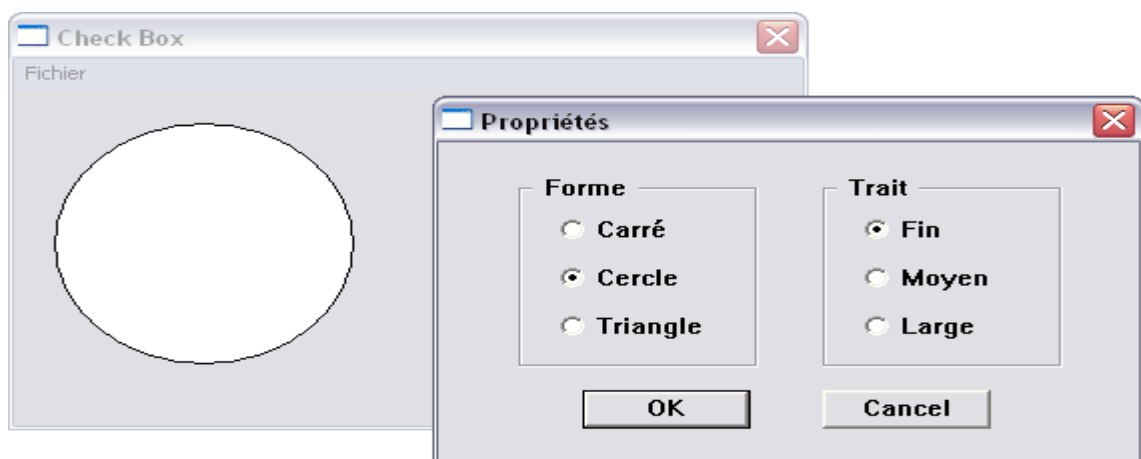 Check Box
Fichier
Propriétés
Forme
Carré
Cercle
Triangle
Trait
Fin
Moyen
Large
OK
Cancel